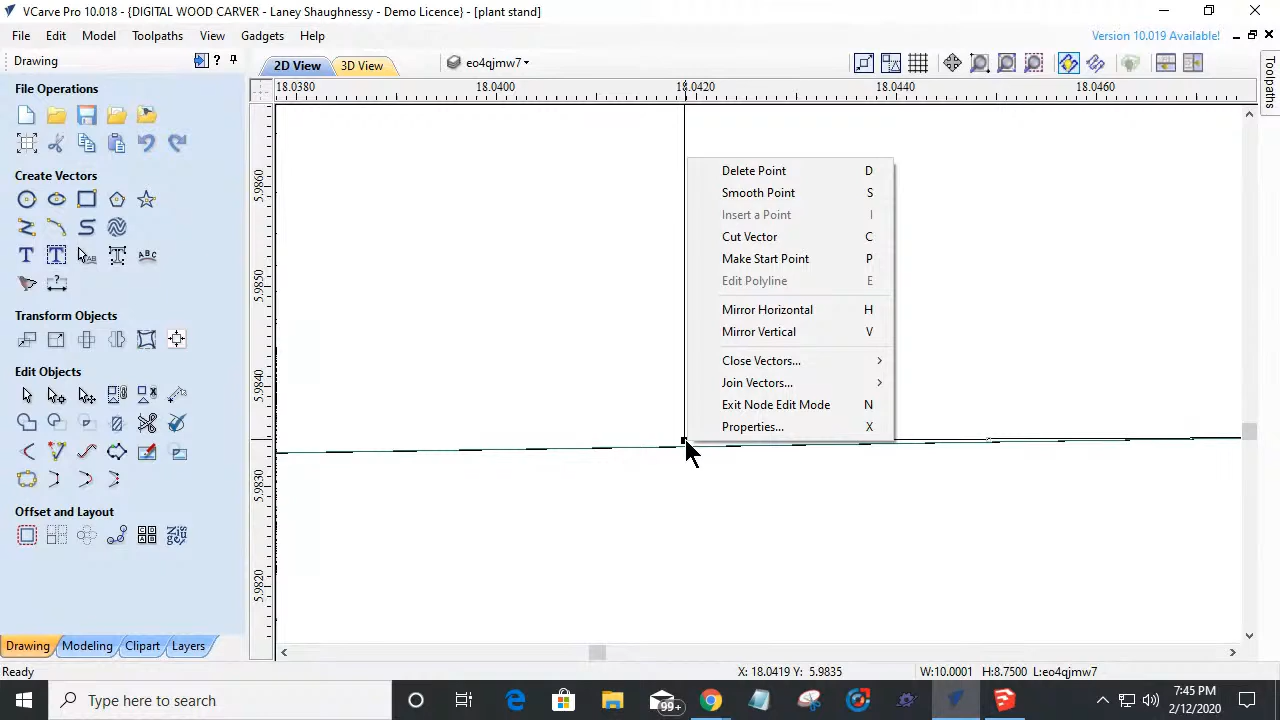 VCarve Pro 10.018 - {DIGITAL WOOD CARVER - Laney Shaughnessy - Demo Licence} - [plant stand]
File Edit Model Toolpaths View Gadgets Help
Version 10.019 Available!
Drawing
2D View
3D View
eo4qjmw7
Toolpaths
File Operations
Create Vectors
Transform Objects
Edit Objects
Offset and Layout
18.0380
18.0400
18.0420
18.0440
18.0460
5.9860
5.9850
5.9840
5.9830
5.9820
Delete Point D
Smooth Point S
Insert a Point I
Cut Vector C
Make Start Point P
Edit Polyline E
Mirror Horizontal H
Mirror Vertical V
Close Vectors...
Join Vectors...
Exit Node Edit Mode N
Properties... X
Drawing Modeling Clipart Layers
Ready
X: 18.0419 Y: 5.9835
W:10.0001 H:8.7500 L:eo4qjmw7
Type here to search
99+
7:45 PM
2/12/2020